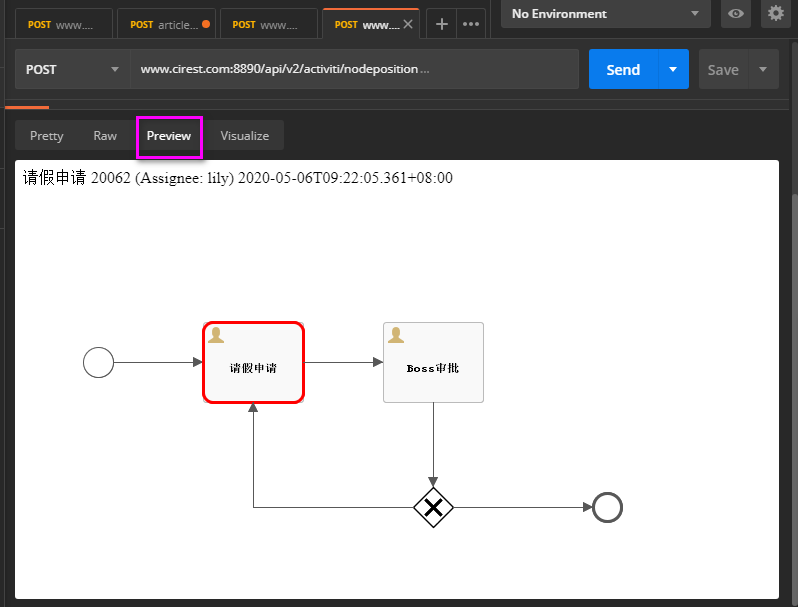 POST www.... POST article... POST www.... POST www.... No Environment
POST www.cirest.com:8890/api/v2/activiti/nodeposition... Send Save
Pretty Raw Preview Visualize
请假申请 20062 (Assignee: lily) 2020-05-06T09:22:05.361+08:00
请假申请 Boss审批